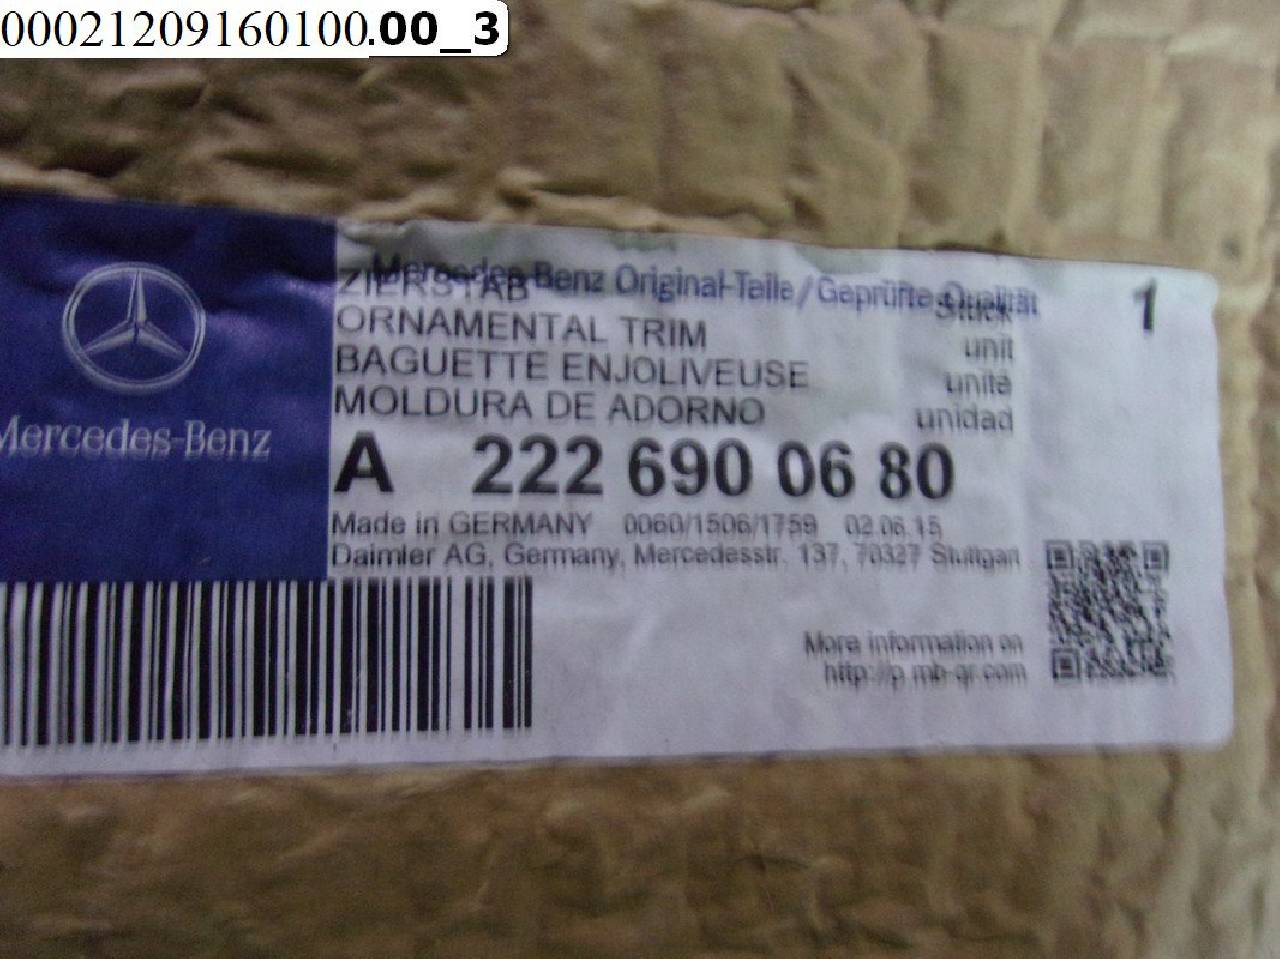 00021209160100.00_3
Mercedes-Benz Original-Teile/Geprüfte Qualität
ZIERSTAB Stück 1
ORNAMENTAL TRIM unit
BAGUETTE ENJOLIVEUSE unité
MOLDURA DE ADORNO unidad
Mercedes-Benz
A 222 690 06 80
Made in GERMANY 0060/1506/1759 02.06.15
Daimler AG, Germany, Mercedesstr. 137, 70327 Stuttgart
More information on
http://p.mb-qr.com